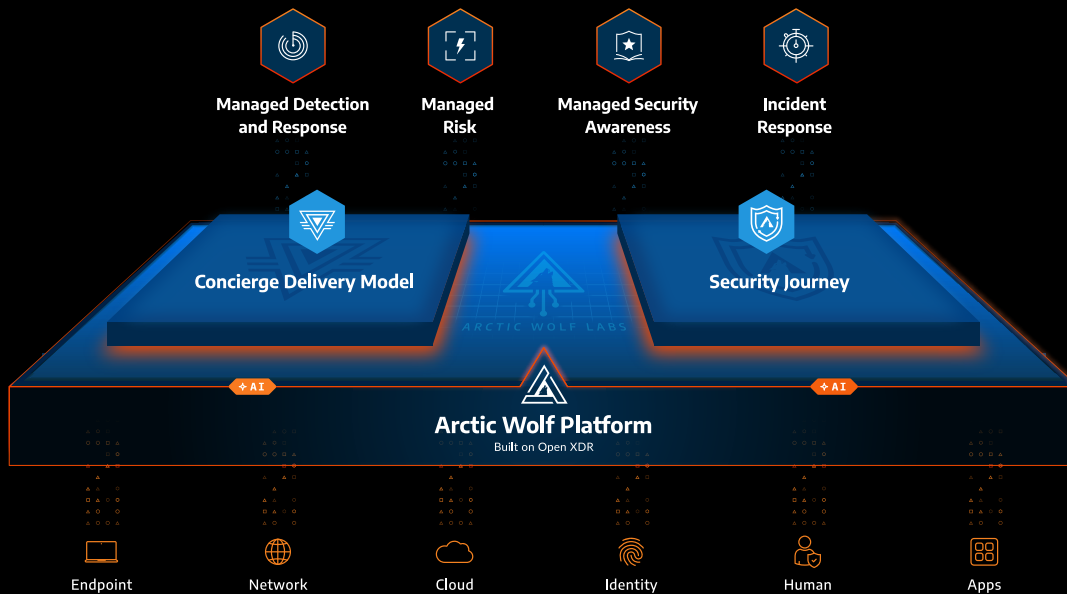 Managed Detection
and Response
Managed
Risk
Managed Security
Awareness
Incident
Response
Concierge Delivery Model
Security Journey
ARCTIC WOLF LABS
AI
AI
Arctic Wolf Platform
Built on Open XDR
Endpoint
Network
Cloud
Identity
Human
Apps